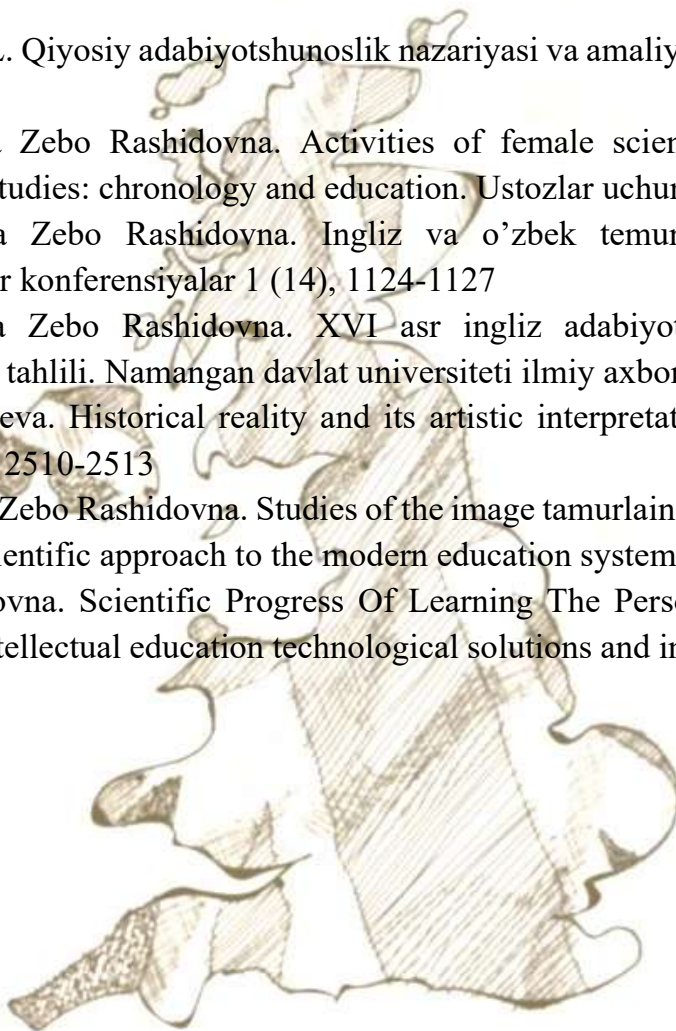 . Qiyosiy adabiyotshunoslik nazariyasi va amaliy
Zebo Rashidovna. Activities of female scien
tudies: chronology and education. Ustozlar uchun
a Zebo Rashidovna. Ingliz va o’zbek temur
r konferensiyalar 1 (14), 1124-1127
a Zebo Rashidovna. XVI asr ingliz adabiyot
tahlili. Namangan davlat universiteti ilmiy axbor
eva. Historical reality and its artistic interpretat
2510-2513
Zebo Rashidovna. Studies of the image tamurlain
ientific approach to the modern education system
ovna. Scientific Progress Of Learning The Perso
tellectual education technological solutions and in